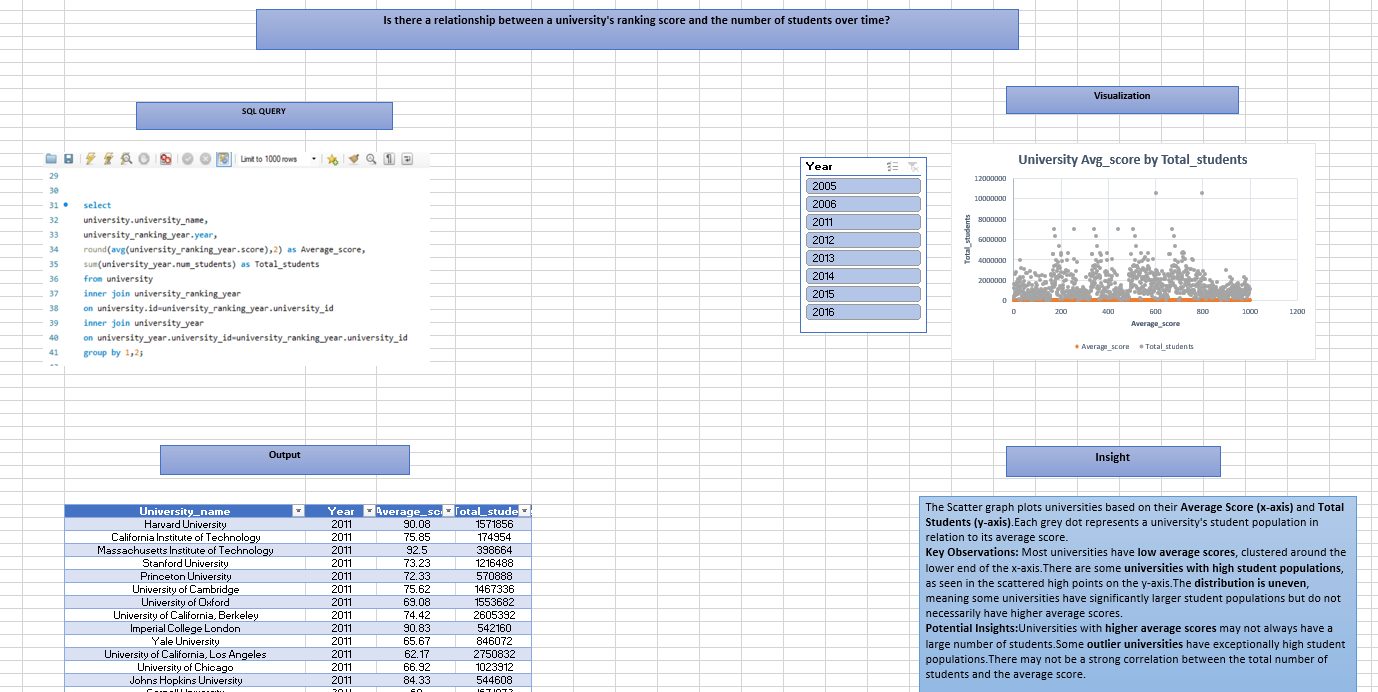 Is there a relationship between a university's ranking score and the number of students over time?
SQL QUERY
Limit to 1000 rows
29
30
31 select
32 university.university_name,
33 university_ranking_year.year,
34 round(avg(university_ranking_year.score),2) as Average_score,
35 sum(university_year.num_students) as Total_students
36 from university
37 inner join university_ranking_year
38 on university.id=university_ranking_year.university_id
39 inner join university_year
40 on university_year.university_id=university_ranking_year.university_id
41 group by 1,2;
Visualization
Year
2005
2006
2011
2012
2013
2014
2015
2016
University Avg_score by Total_students
12000000
10000000
8000000
6000000
4000000
2000000
0
Total_students
0 200 400 600 800 1000 1200
Average_score
Average_score Total_students
Output
University_name Year Average_sc Total_stude
Harvard University 2011 90.08 1571856
California Institute of Technology 2011 75.85 174954
Massachusetts Institute of Technology 2011 92.5 398664
Stanford University 2011 73.23 1216488
Princeton University 2011 72.33 570888
University of Cambridge 2011 75.62 1467336
University of Oxford 2011 69.08 1553682
University of California, Berkeley 2011 74.42 2605392
Imperial College London 2011 90.83 542160
Yale University 2011 65.67 846072
University of California, Los Angeles 2011 62.17 2750832
University of Chicago 2011 66.92 1023912
Johns Hopkins University 2011 84.33 544608
Insight
The Scatter graph plots universities based on their Average Score (x-axis) and Total
Students (y-axis).Each grey dot represents a university's student population in
relation to its average score.
Key Observations: Most universities have low average scores, clustered around the
lower end of the x-axis.There are some universities with high student populations,
as seen in the scattered high points on the y-axis.The distribution is uneven,
meaning some universities have significantly larger student populations but do not
necessarily have higher average scores.
Potential Insights:Universities with higher average scores may not always have a
large number of students.Some outlier universities have exceptionally high student
populations.There may not be a strong correlation between the total number of
students and the average score.